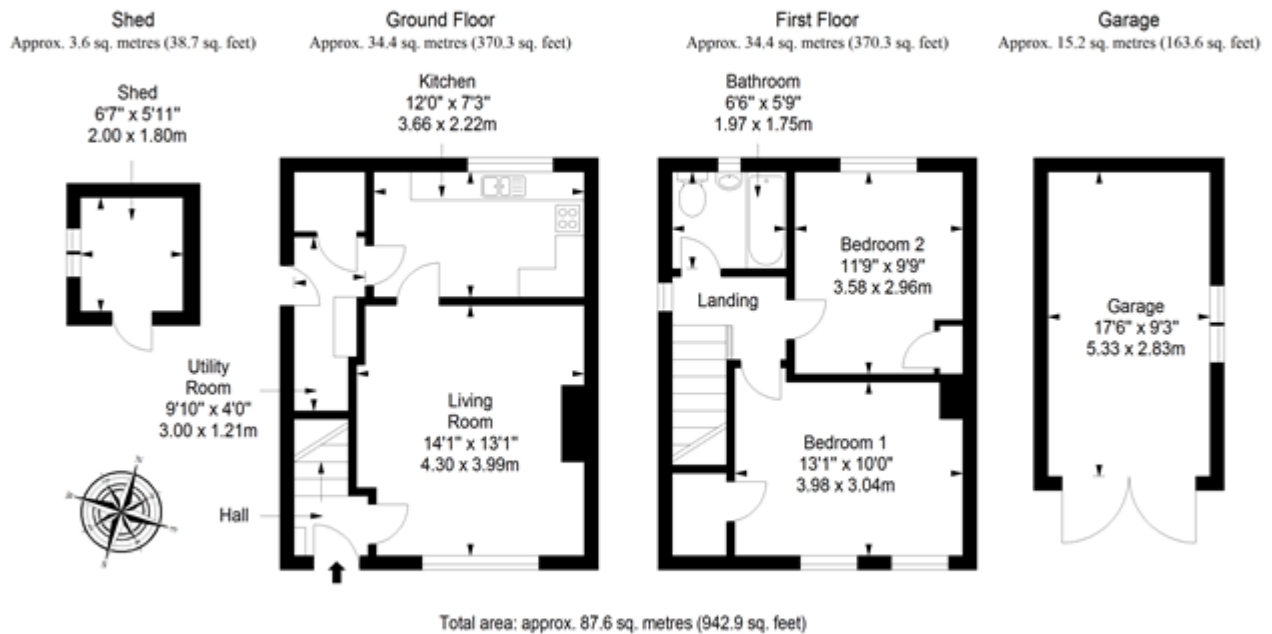 Shed
Approx. 3.6 sq. metres (38.7 sq. feet)
Ground Floor
Approx. 34.4 sq. metres (370.3 sq. feet)
First Floor
Approx. 34.4 sq. metres (370.3 sq. feet)
Garage
Approx. 15.2 sq. metres (163.6 sq. feet)
Shed
6'7" x 5'11"
2.00 x 1.80m
Kitchen
12'0" x 7'3"
3.66 x 2.22m
Bathroom
6'6" x 5'9"
1.97 x 1.75m
Bedroom 2
11'9" x 9'9"
3.58 x 2.96m
Landing
Garage
17'6" x 9'3"
5.33 x 2.83m
Utility
Room
9'10" x 4'0"
3.00 x 1.21m
Living
Room
14'1" x 13'1"
4.30 x 3.99m
Bedroom 1
13'1" x 10'0"
3.98 x 3.04m
Hall
N
S
Total area: approx. 87.6 sq. metres (942.9 sq. feet)